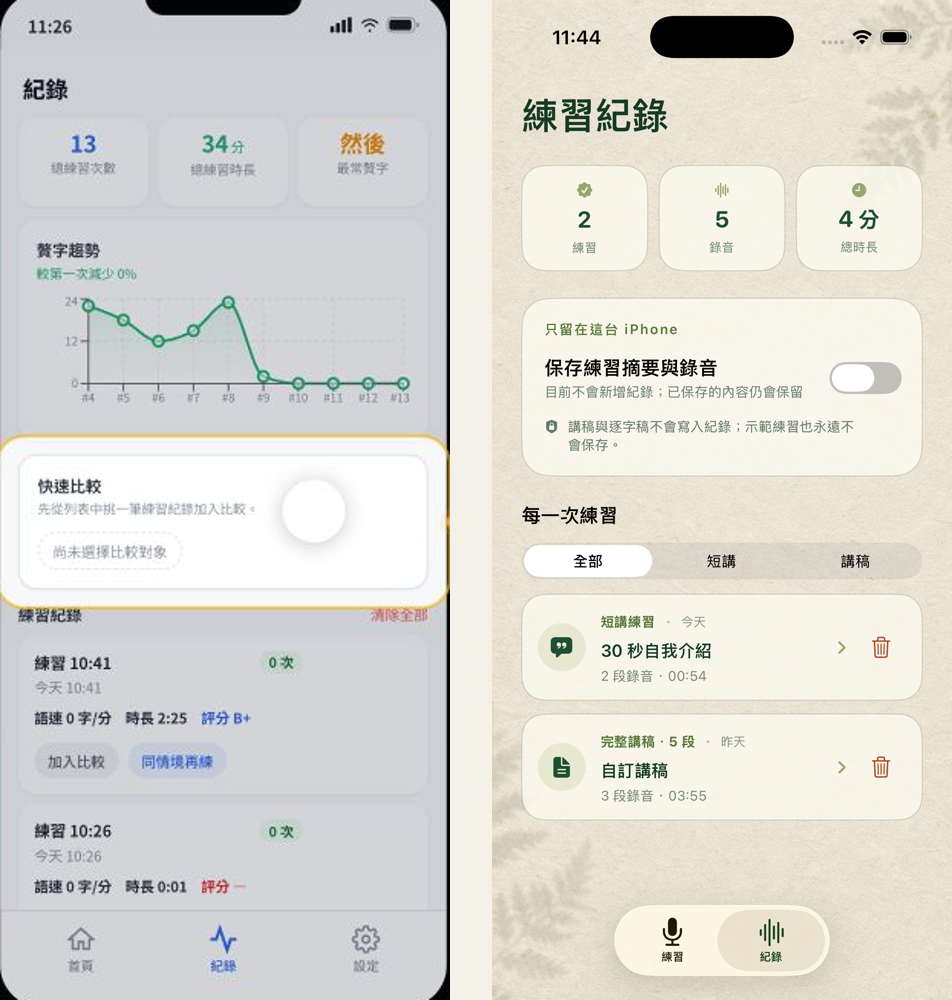 11:26
紀錄
13
總練習次數
34分
總練習時長
然後
最常贅字
贅字趨勢
較第一次減少 0%
24
12
0
#4 #5 #6 #7 #8 #9 #10 #11 #12 #13
快速比較
先從列表中挑一筆練習紀錄加入比較。
尚未選擇比較對象
練習紀錄 清除全部
練習 10:41 0 次
今天 10:41
語速 0 字/分 時長 2:25 評分 B+
加入比較 同情境再練
練習 10:26 0 次
今天 10:26
語速 0 字/分 時長 0:01 評分 —
首頁 紀錄 設定
11:44
練習紀錄
2
練習
5
錄音
4 分
總時長
只留在這台 iPhone
保存練習摘要與錄音
目前不會新增紀錄；已保存的內容仍會保留
講稿與逐字稿不會寫入紀錄；示範練習也永遠不
會保存。
每一次練習
全部 短講 講稿
短講練習 · 今天
30 秒自我介紹
2 段錄音 · 00:54
完整講稿 · 5 段 · 昨天
自訂講稿
3 段錄音 · 03:55
練習 紀錄